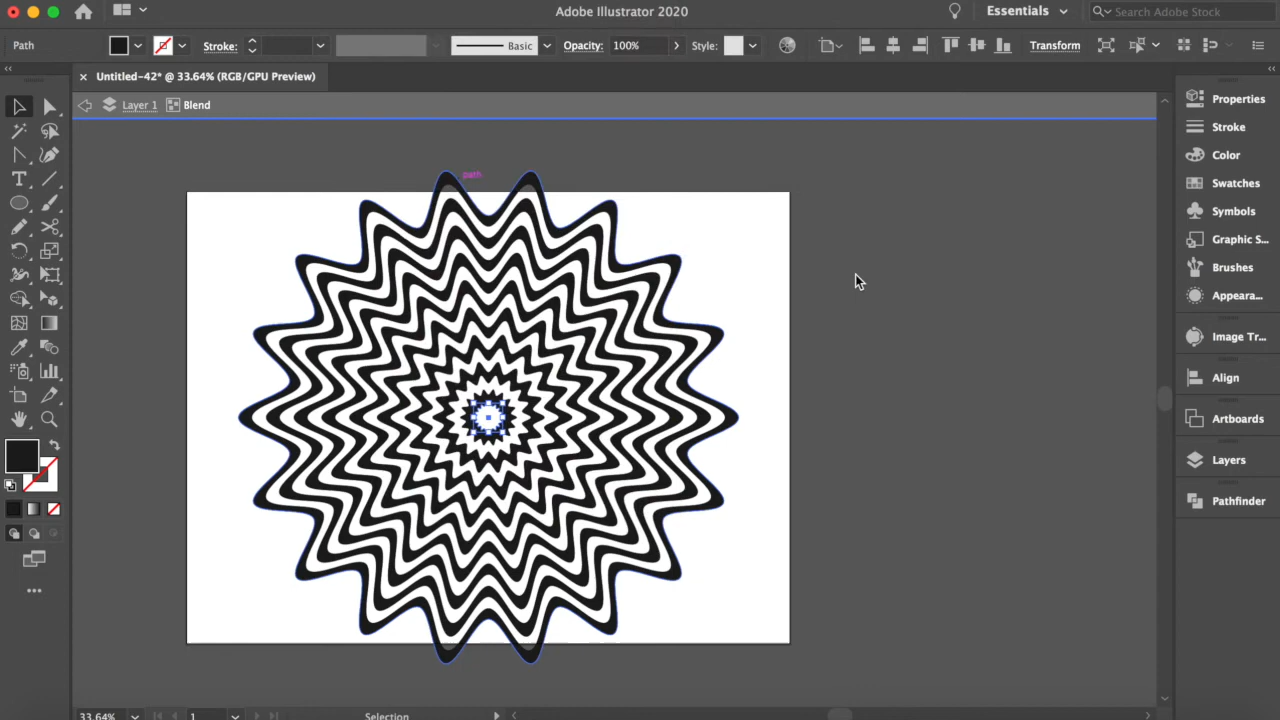 Adobe Illustrator 2020
Essentials
Search Adobe Stock
Path
Stroke:
Basic
Opacity:
100%
Style:
Transform
Untitled-42* @ 33.64% (RGB/GPU Preview)
Layer 1
Blend
path
Properties
Stroke
Color
Swatches
Symbols
Graphic S...
Brushes
Appeara...
Image Tr...
Align
Artboards
Layers
Pathfinder
33.64%
1
Selection